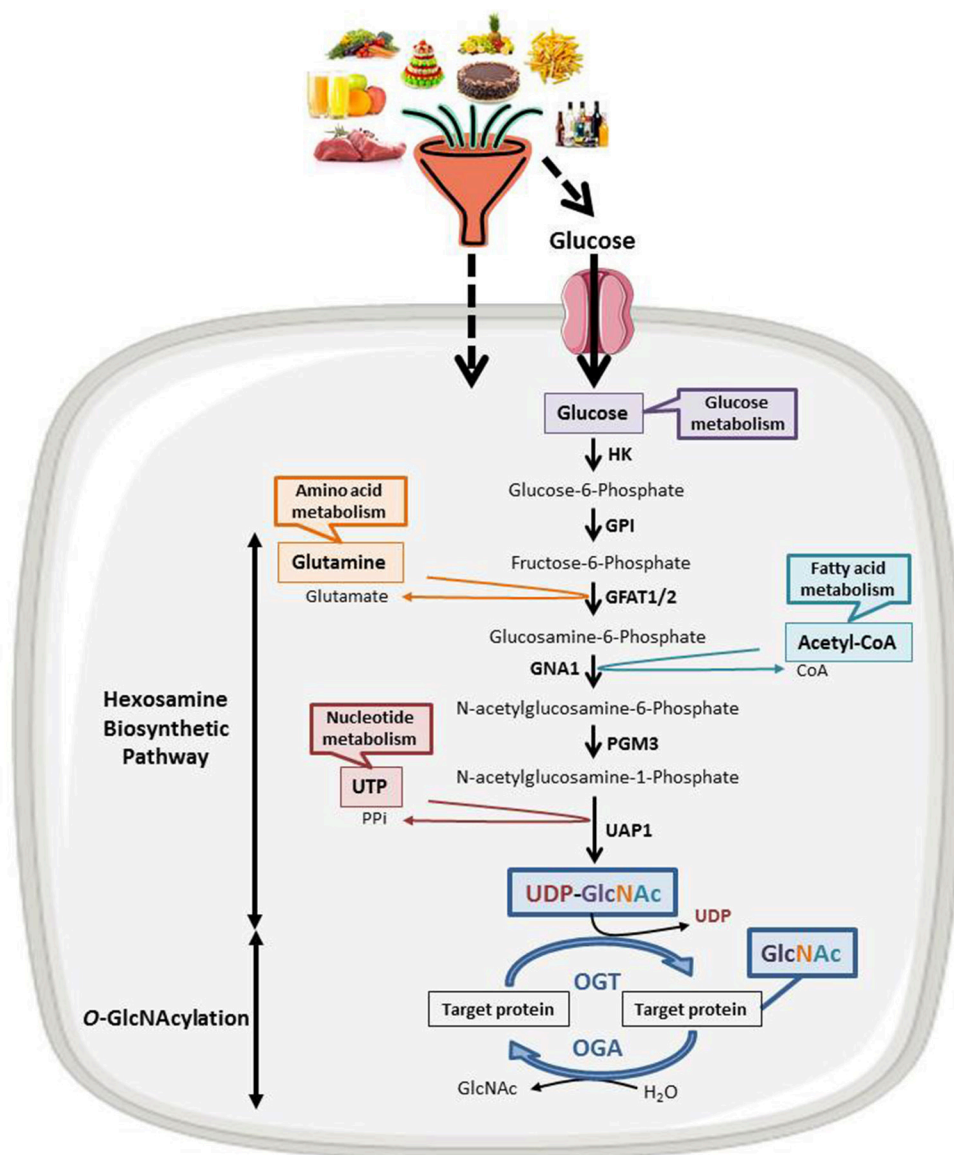 Glucose
Glucose
Glucose
metabolism
HK
Glucose-6-Phosphate
Amino acid
metabolism
GPI
Glutamine
Fructose-6-Phosphate
Fatty acid
metabolism
Glutamate
GFAT1/2
Glucosamine-6-Phosphate
Acetyl-CoA
GNA1
CoA
Hexosamine
Biosynthetic
Pathway
N-acetylglucosamine-6-Phosphate
Nucleotide
metabolism
PGM3
N-acetylglucosamine-1-Phosphate
UTP
PPi
UAP1
UDP-GlcNAc
UDP
GlcNAc
OGT
O-GlcNAcylation
Target protein
Target protein
OGA
GlcNAc
H₂O